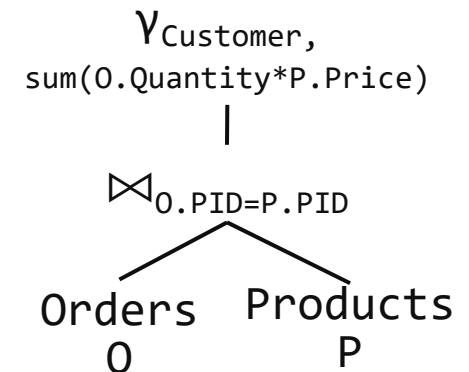 γCustomer,
sum(O.Quantity*P.Price)
⋈O.PID=P.PID
Orders Products
O P